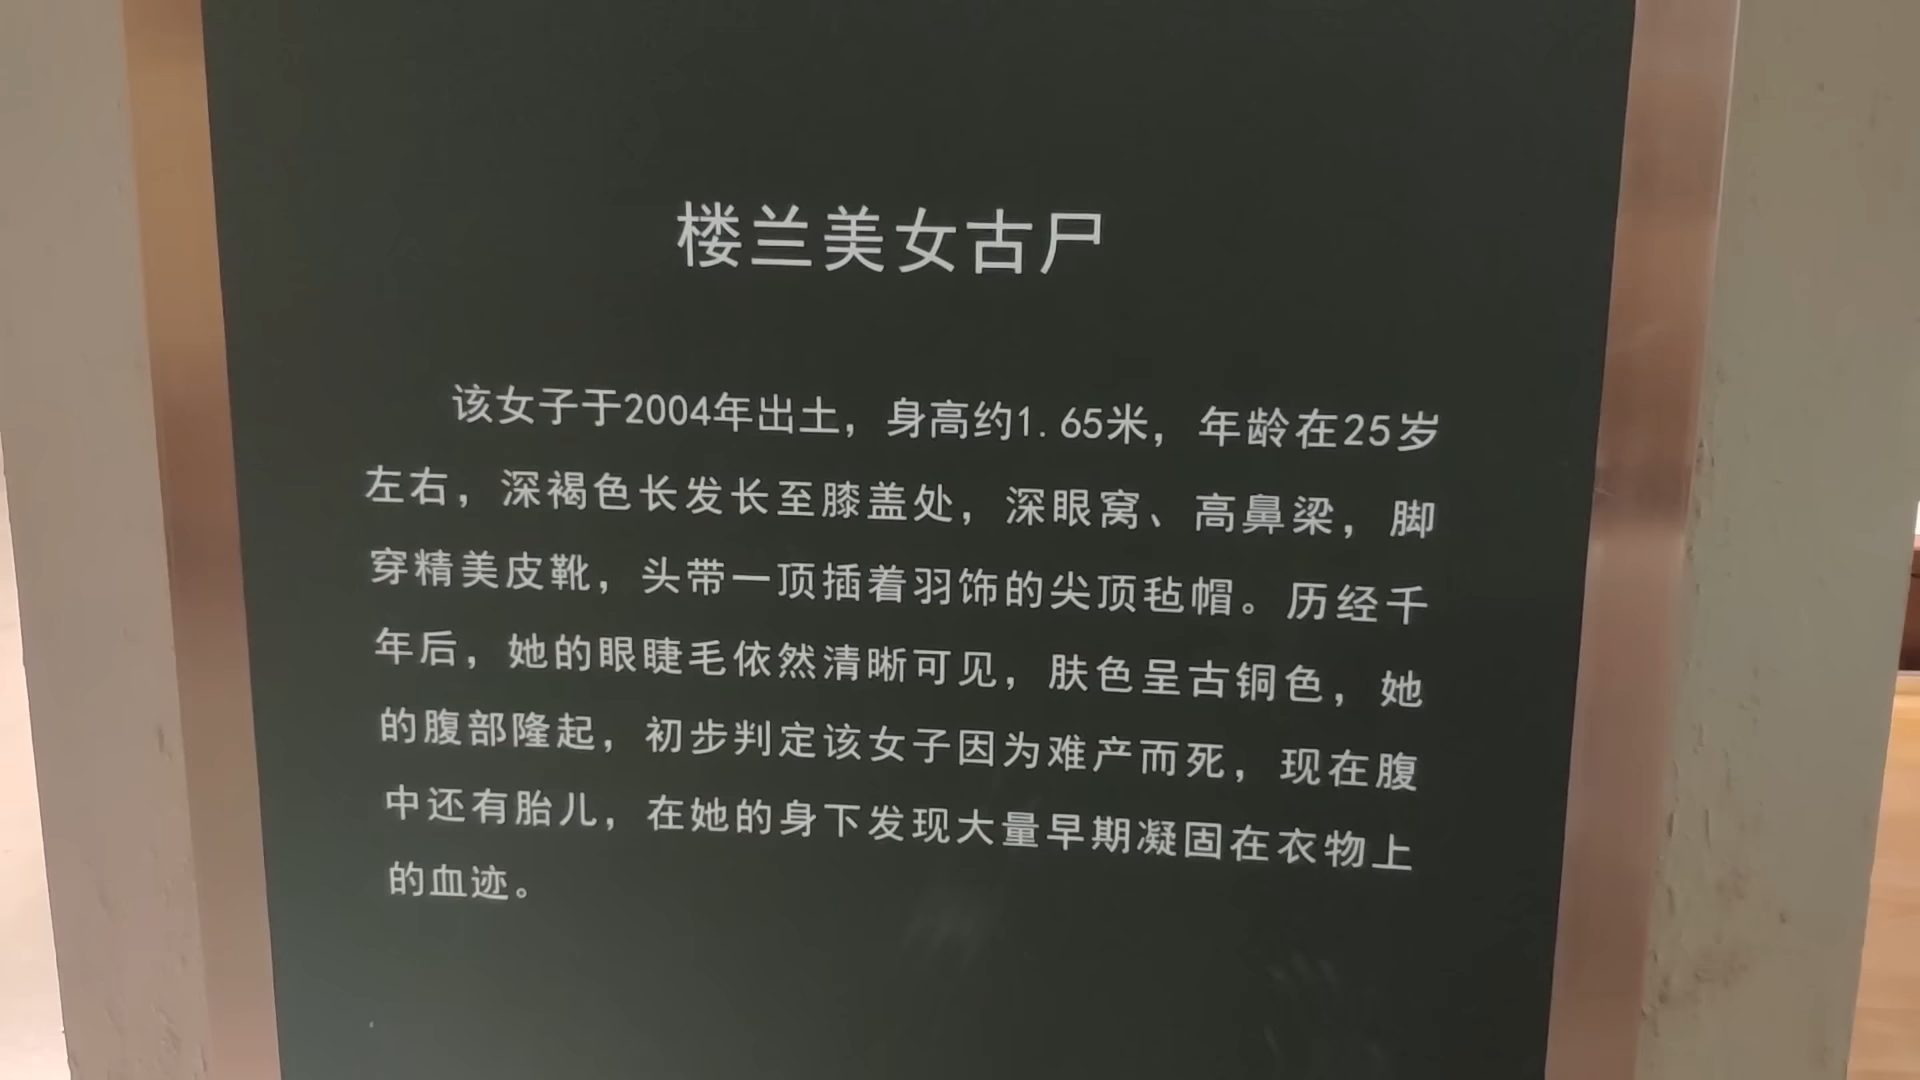 楼兰美女古尸
该女子于2004年出土，身高约1.65米，年龄在25岁
左右，深褐色长发长至膝盖处，深眼窝、高鼻梁，脚
穿精美皮靴，头带一顶插着羽饰的尖顶毡帽。历经千
年后，她的眼睫毛依然清晰可见，肤色呈古铜色，她
的腹部隆起，初步判定该女子因为难产而死，现在腹
中还有胎儿，在她的身下发现大量早期凝固在衣物上
的血迹。